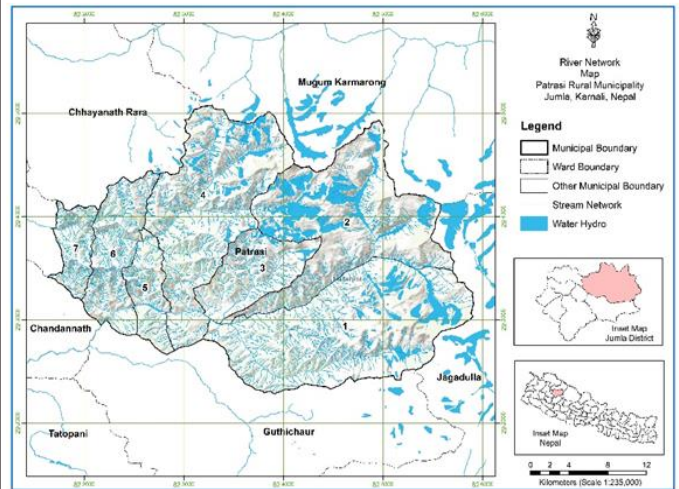 N
River Network
Map
Patrasi Rural Municipality
Jumla, Karnali, Nepal
Legend
Municipal Boundary
Ward Boundary
Other Municipal Boundary
Stream Network
Water Hydro
Inset Map
Jumla District
Inset Map
Nepal
0 2 4 8 12
Kilometers (Scale 1:235,000)
Mugum Karmarong
Chhayanath Rara
4
2
7
6
Patrasi
3
5
1
Chandannath
Jagadulla
Tatopani
Guthichaur